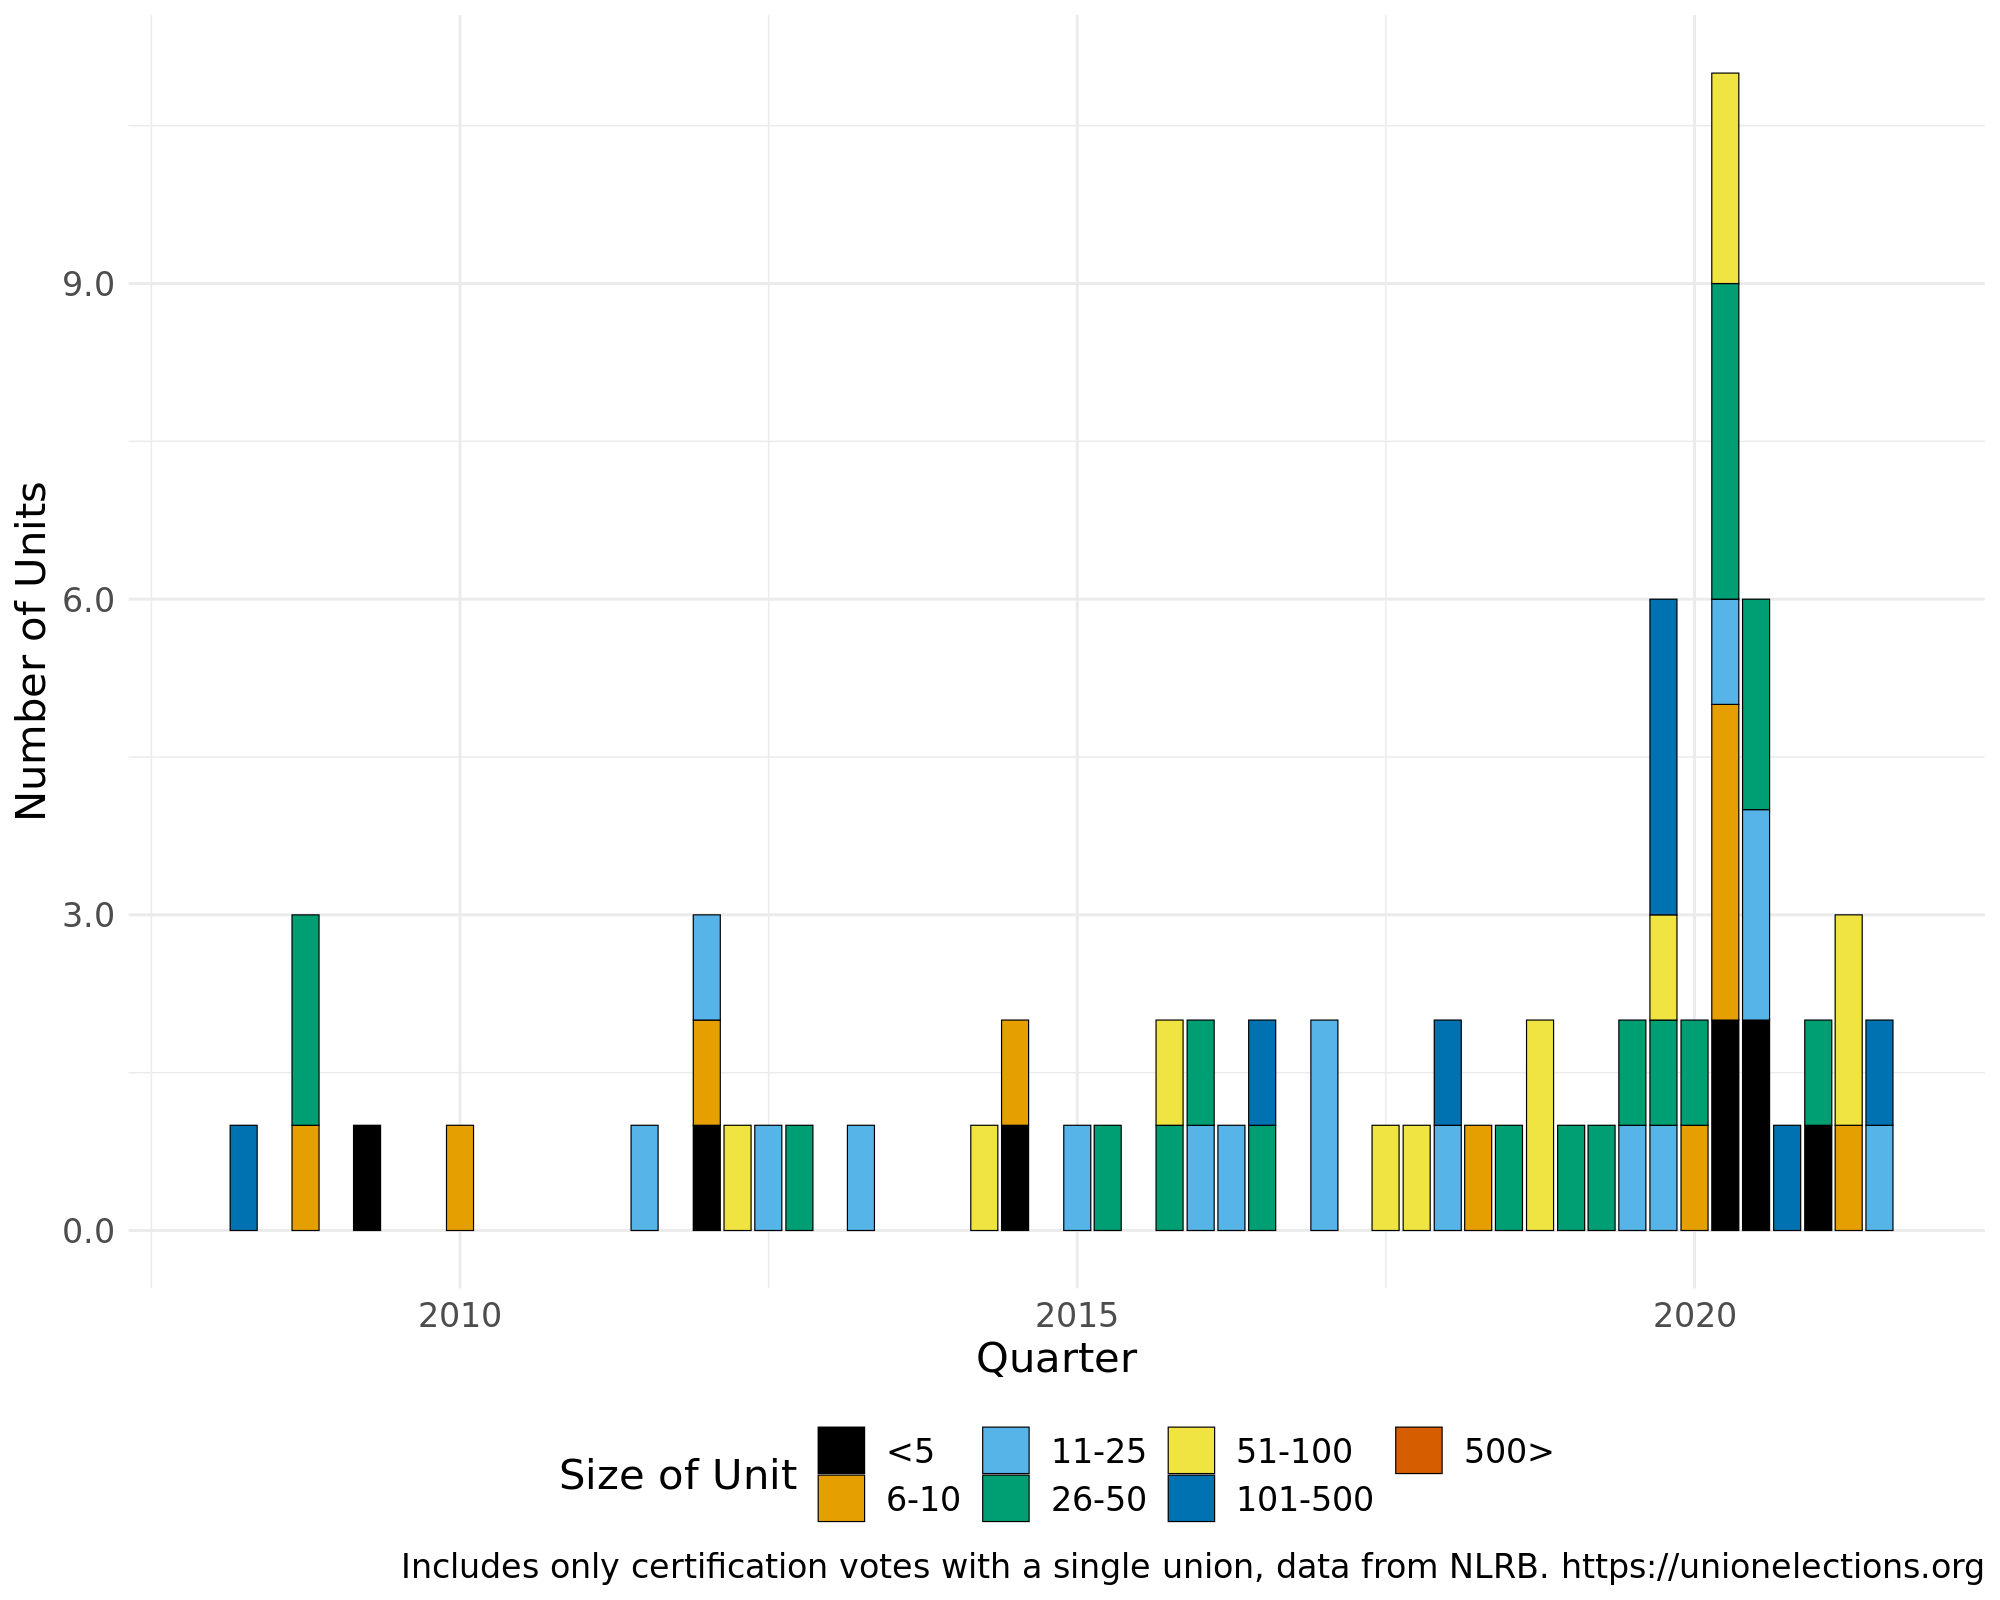 Number of Units
9.0
6.0
3.0
0.0
2010 2015 2020
Quarter
Size of Unit
<5 11-25 51-100 500>
6-10 26-50 101-500
Includes only certification votes with a single union, data from NLRB. https://unionelections.org